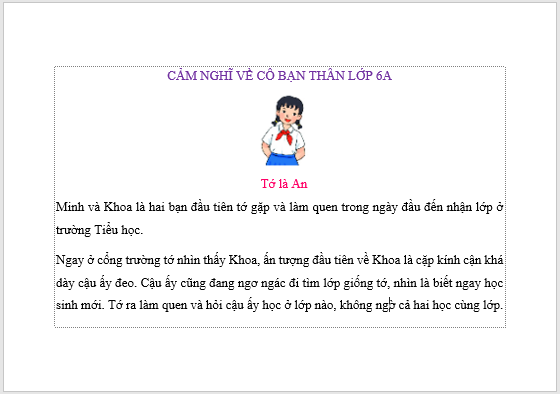 CẢM NGHĨ VỀ CÔ BẠN THÂN LỚP 6A
Tớ là An
Minh và Khoa là hai bạn đầu tiên tớ gặp và làm quen trong ngày đầu đến nhận lớp ở
trường Tiểu học.
Ngay ở cổng trường tớ nhìn thấy Khoa, ấn tượng đầu tiên về Khoa là cặp kính cận khá
dày cậu ấy đeo. Cậu ấy cũng đang ngơ ngác đi tìm lớp giống tớ, nhìn là biết ngay học
sinh mới. Tớ ra làm quen và hỏi cậu ấy học ở lớp nào, không ngờ cả hai học cùng lớp.